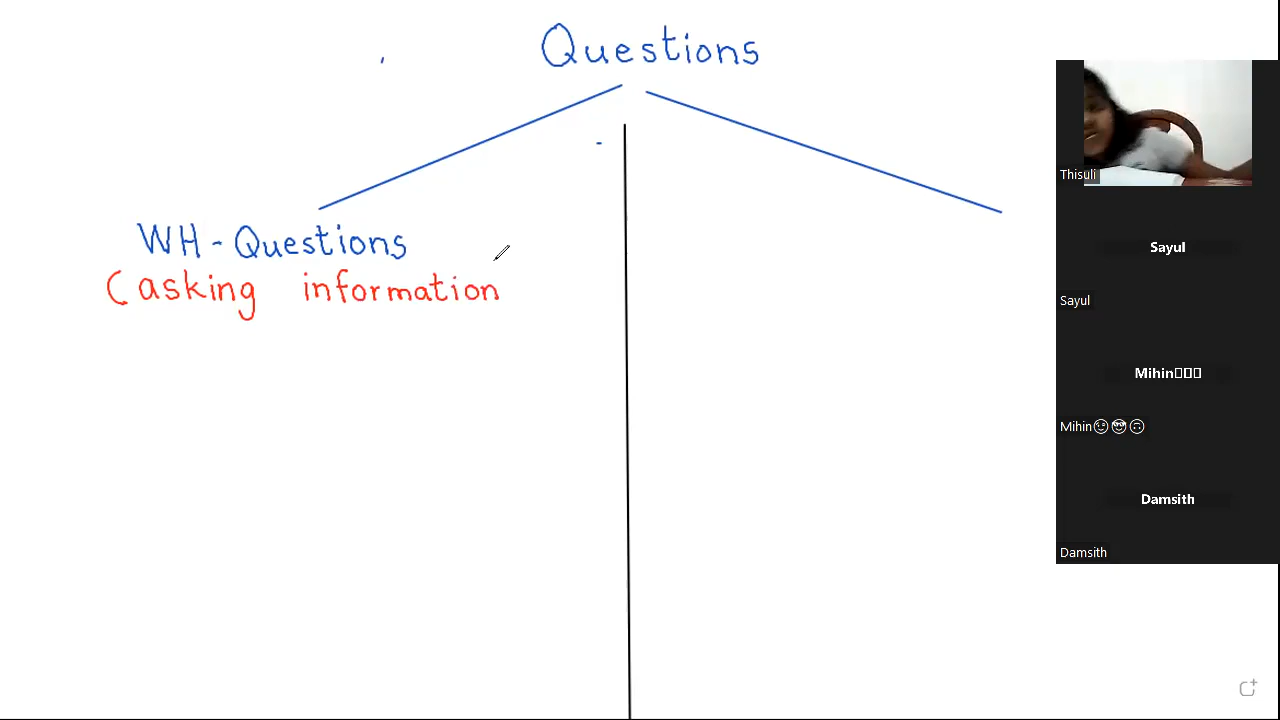 Questions
WH - Questions
( asking information
Thisuli
Sayul
Sayul
Mihin
Mihin😉😎🙃
Damsith
Damsith